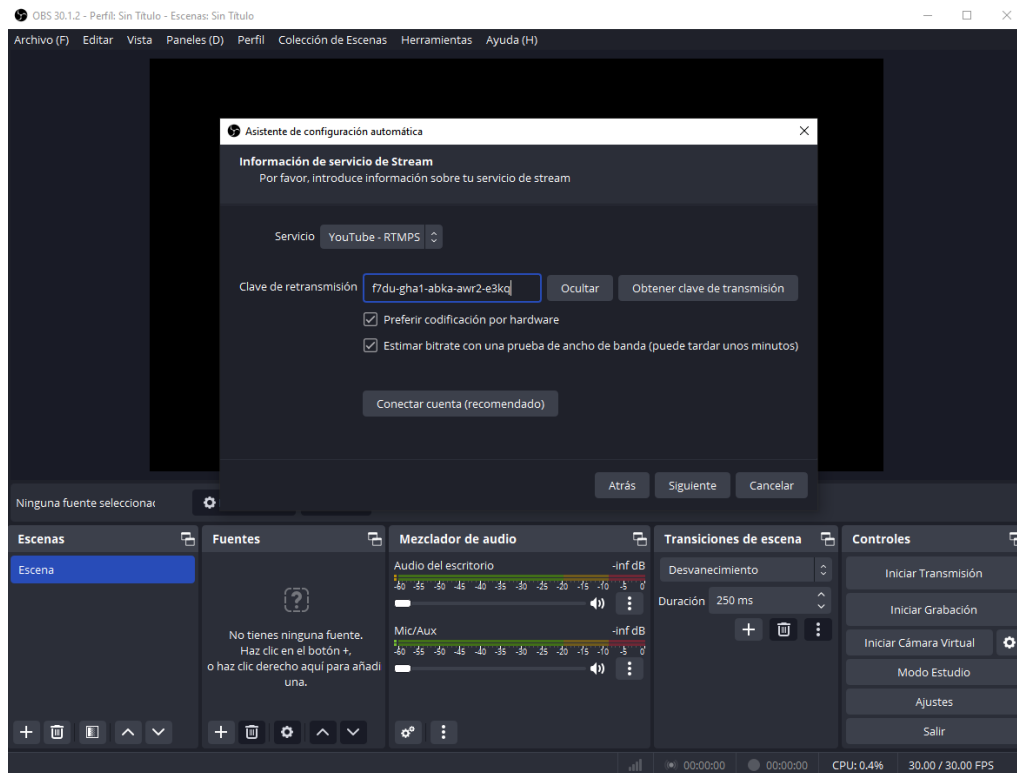 OBS 30.1.2 - Perfil: Sin Título - Escenas: Sin Título
Archivo (F) Editar Vista Paneles (D) Perfil Colección de Escenas Herramientas Ayuda (H)
Asistente de configuración automática
Información de servicio de Stream
Por favor, introduce información sobre tu servicio de stream
Servicio YouTube - RTMPS
Clave de retransmisión f7du-gha1-abka-awr2-e3kq Ocultar Obtener clave de transmisión
Preferir codificación por hardware
Estimar bitrate con una prueba de ancho de banda (puede tardar unos minutos)
Conectar cuenta (recomendado)
Atrás Siguiente Cancelar
Ninguna fuente seleccionac
Escenas
Escena
Fuentes
No tienes ninguna fuente.
Haz clic en el botón +,
o haz clic derecho aquí para añadi
una.
Mezclador de audio
Audio del escritorio -inf dB
-60 -55 -50 -45 -40 -35 -30 -25 -20 -15 -10 -5 0
Mic/Aux -inf dB
-60 -55 -50 -45 -40 -35 -30 -25 -20 -15 -10 -5 0
Transiciones de escena
Desvanecimiento
Duración 250 ms
Controles
Iniciar Transmisión
Iniciar Grabación
Iniciar Cámara Virtual
Modo Estudio
Ajustes
Salir
00:00:00 00:00:00 CPU: 0.4% 30.00 / 30.00 FPS